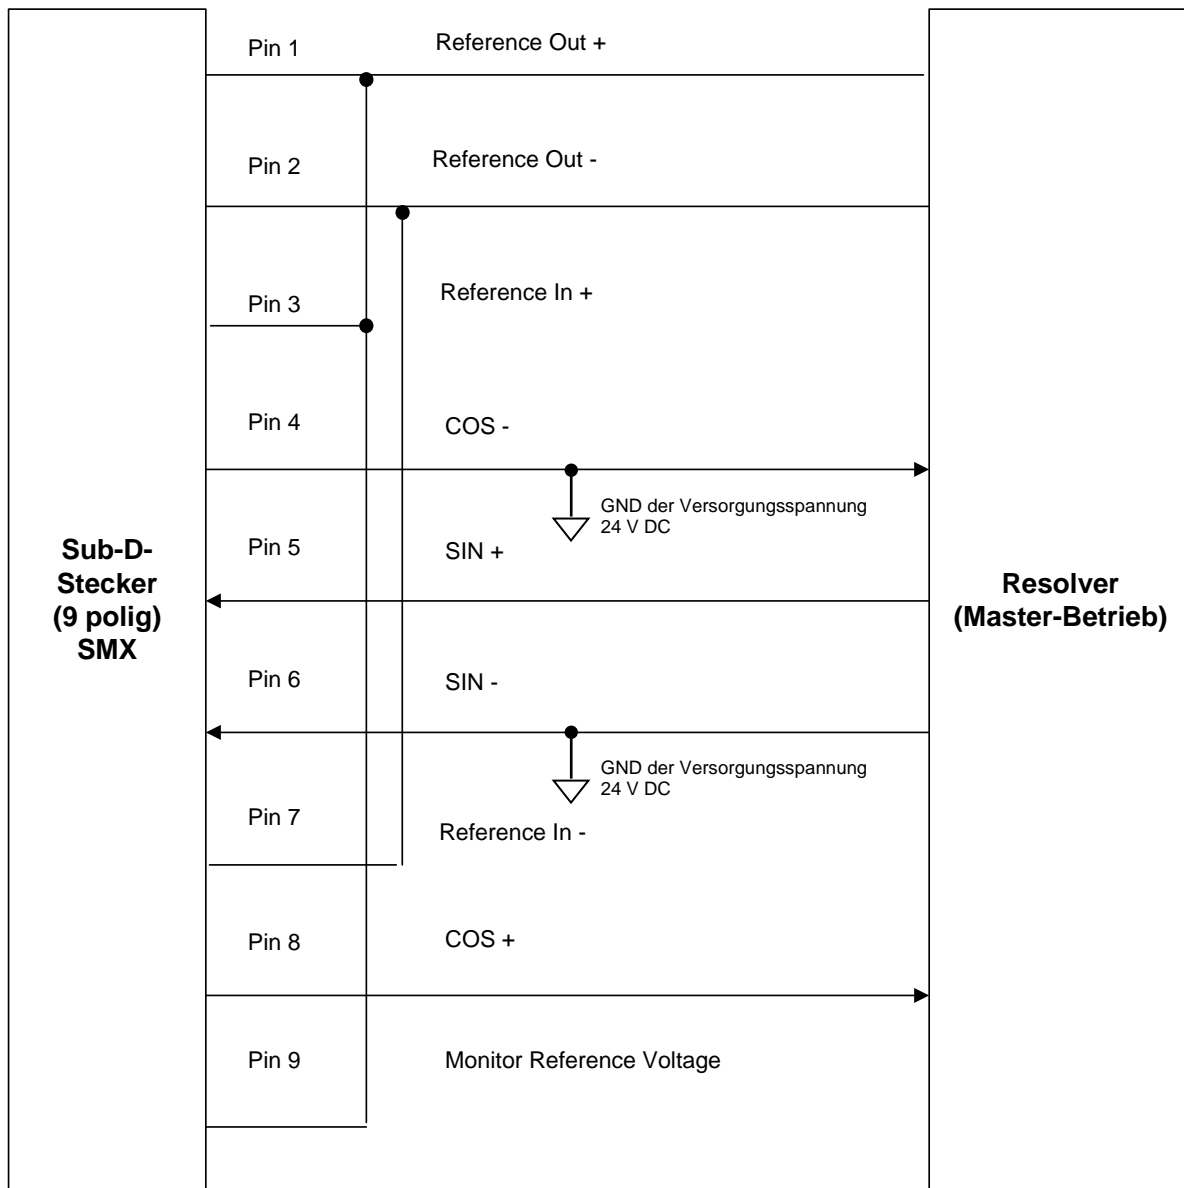 Pin 1
Reference Out +
Pin 2
Reference Out -
Pin 3
Reference In +
Pin 4
COS -
GND der Versorgungsspannung
24 V DC
Pin 5
SIN +
Sub-D-
Stecker
(9 polig)
SMX
Resolver
(Master-Betrieb)
Pin 6
SIN -
GND der Versorgungsspannung
24 V DC
Pin 7
Reference In -
Pin 8
COS +
Pin 9
Monitor Reference Voltage